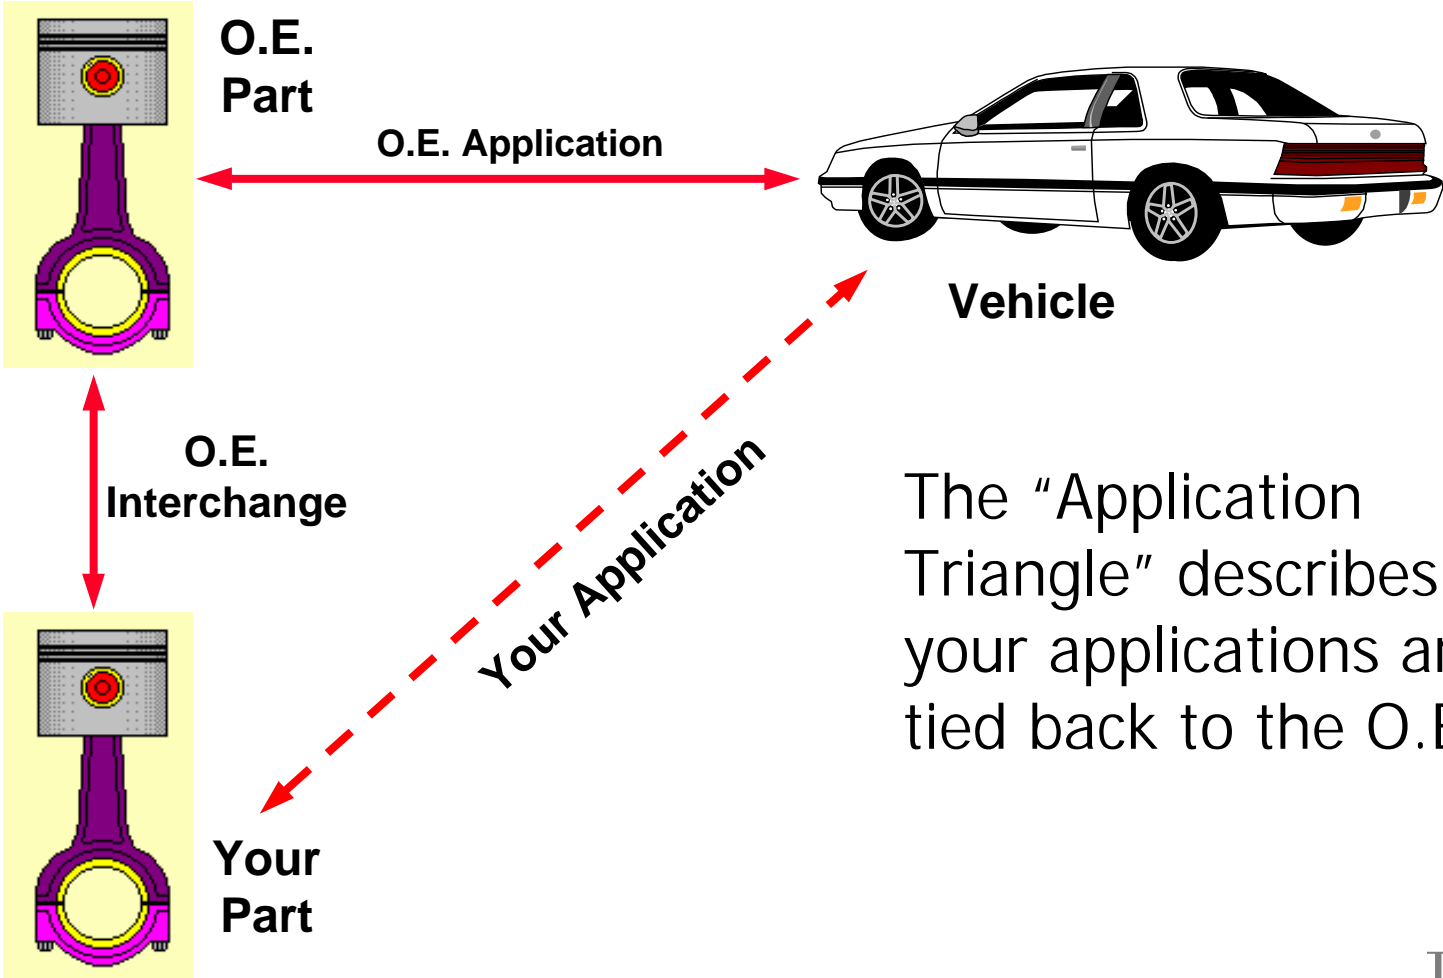 O.E.
Part
O.E. Application
Vehicle
O.E.
Interchange
Your Application
The “Application
Triangle” describes
your applications
tied back to the
Your
Part